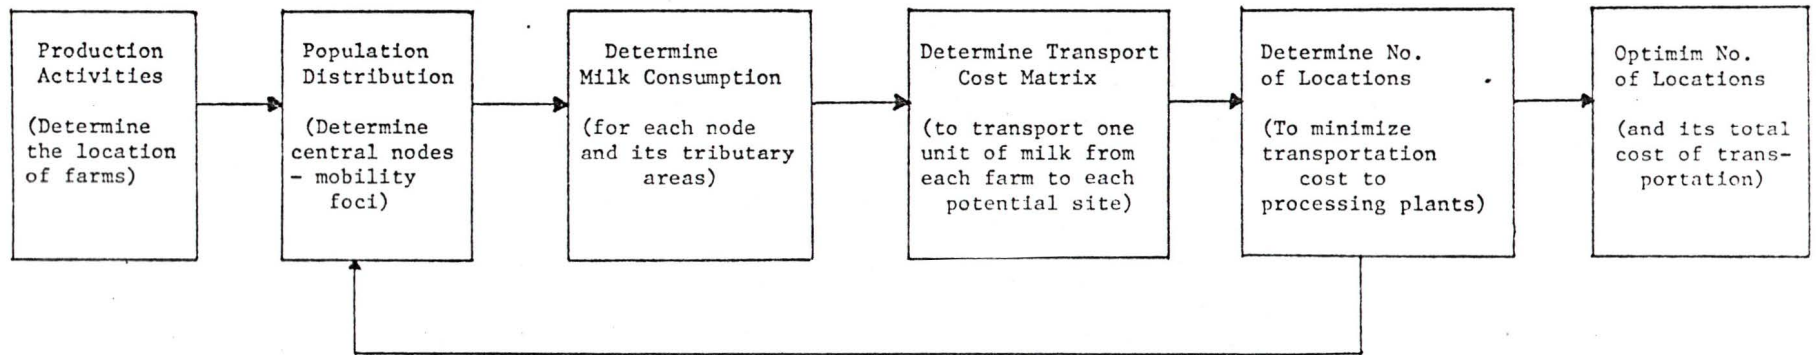 Production
Activities
(Determine
the location
of farms)
Population
Distribution
(Determine
central nodes
- mobility
foci)
Determine
Milk Consumption
(for each node
and its tributary
areas)
Determine Transport
Cost Matrix
(to transport one
unit of milk from
each farm to each
potential site)
Determine No.
of Locations
(To minimize
transportation
cost to
processing plants)
Optimim No.
of Locations
(and its total
cost of trans-
portation)